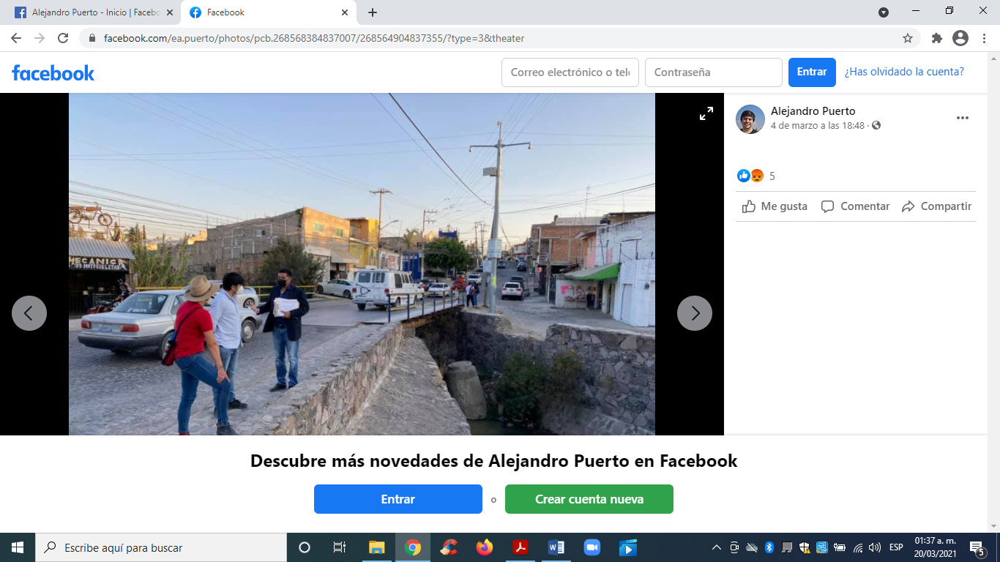 Alejandro Puerto - Inicio | Facebo
Facebook
facebook.com/ea.puerto/photos/pcb.268568384837007/268564904837355/?type=3&theater
facebook
Correo electrónico o telé
Contraseña
Entrar
¿Has olvidado la cuenta?
Alejandro Puerto
4 de marzo a las 18:48 ·
5
Me gusta
Comentar
Compartir
MECANICA
DE MOTOCICLETAS
Descubre más novedades de Alejandro Puerto en Facebook
Entrar
o
Crear cuenta nueva
Escribe aquí para buscar
ESP
01:37 a. m.
20/03/2021
5